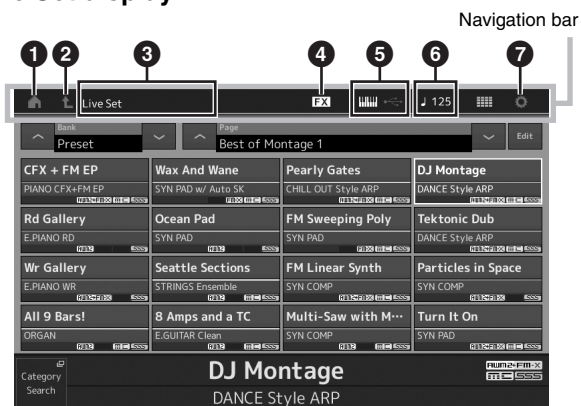 Navigation bar
1 2 3 4 5 6 7
Live Set FX ♩ 125
Bank
Preset
Page
Best of Montage 1
Edit
CFX + FM EP Wax And Wane Pearly Gates DJ Montage
PIANO CFX+FM EP SYN PAD w/ Auto SK CHILL OUT Style ARP DANCE Style ARP
Rd Gallery Ocean Pad FM Sweeping Poly Tektonic Dub
E.PIANO RD SYN PAD SYN PAD DANCE Style ARP
Wr Gallery Seattle Sections FM Linear Synth Particles in Space
E.PIANO WR STRINGS Ensemble SYN COMP SYN COMP
All 9 Bars! 8 Amps and a TC Multi-Saw with M… Turn It On
ORGAN E.GUITAR Clean SYN COMP SYN PAD
Category
Search
DJ Montage
DANCE Style ARP
AWM2+FM-X
MC SSS